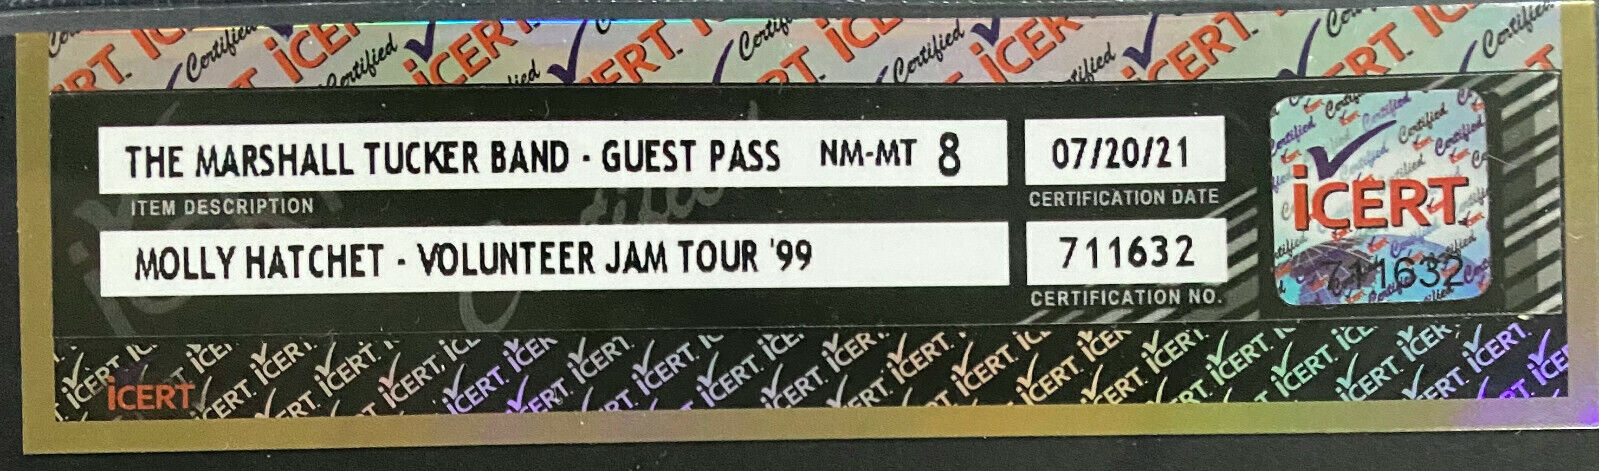 THE MARSHALL TUCKER BAND - GUEST PASS NM-MT 8
07/20/21
ITEM DESCRIPTION
CERTIFICATION DATE
MOLLY HATCHET - VOLUNTEER JAM TOUR '99
711632
CERTIFICATION NO.
iCERT
711632
iCERT